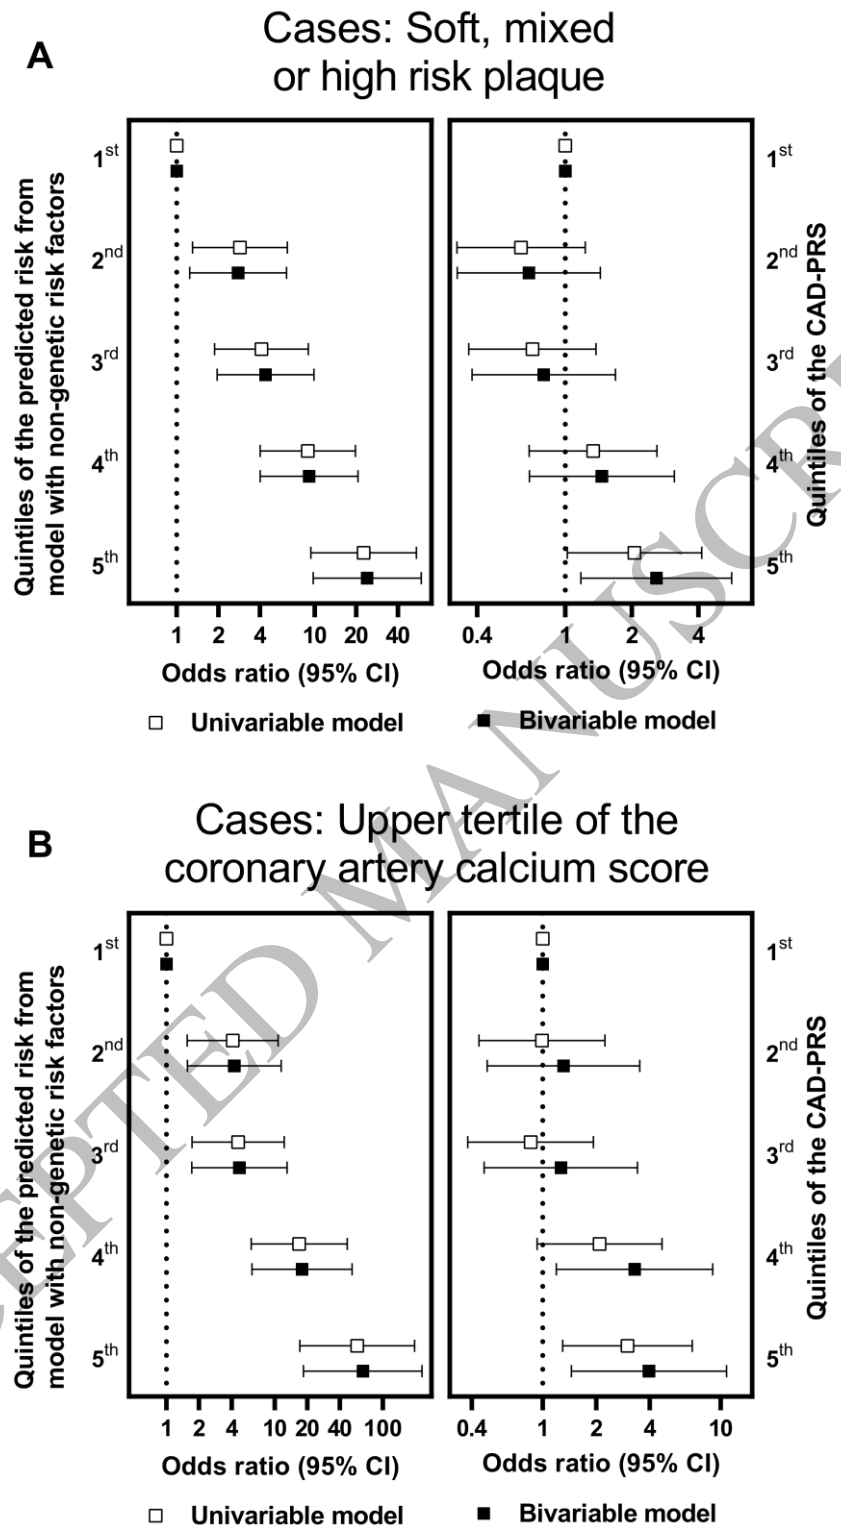 A
Cases: Soft, mixed
or high risk plaque
Quintiles of the predicted risk from
model with non-genetic risk factors
1st
2nd
3rd
4th
5th
1 2 4 10 20 40
Odds ratio (95% CI)
0.4 1 2 4
Odds ratio (95% CI)
1st
2nd
3rd
4th
5th
Quintiles of the CAD-PRS
Univariable model
Bivariable model
B
Cases: Upper tertile of the
coronary artery calcium score
Quintiles of the predicted risk from
model with non-genetic risk factors
1st
2nd
3rd
4th
5th
1 2 4 10 20 40 100
Odds ratio (95% CI)
0.4 1 2 4 10
Odds ratio (95% CI)
1st
2nd
3rd
4th
5th
Quintiles of the CAD-PRS
Univariable model
Bivariable model
CEPTED MANUSCR